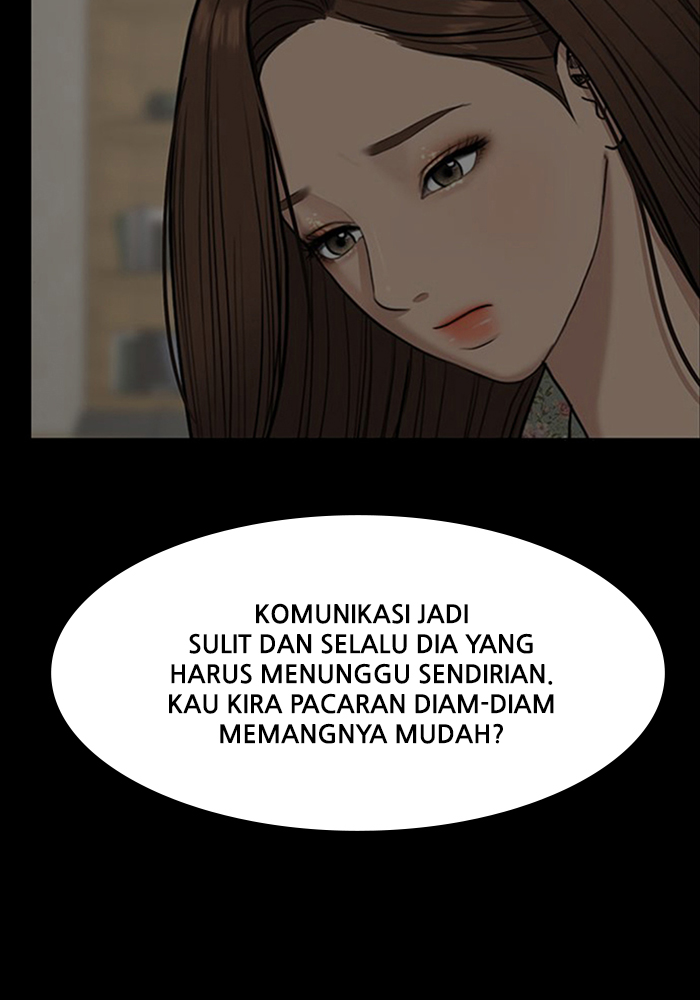 KOMUNIKASI JADI
SULIT DAN SELALU DIA YANG
HARUS MENUNGGU SENDIRIAN.
KAU KIRA PACARAN DIAM-DIAM
MEMANGNYA MUDAH?